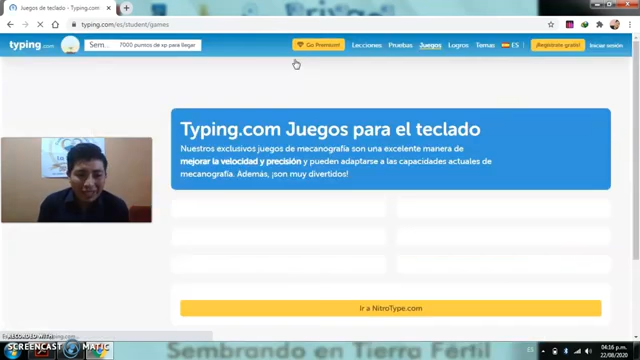 Juegos de teclado - Typing.com
typing.com/es/student/games
typing.com
Sem...
7000 puntos de xp para llegar
Go Premium!
Lecciones
Pruebas
Juegos
Logros
Temas
ES
¡Regístrate gratis!
Iniciar sesión
Typing.com Juegos para el teclado
Nuestros exclusivos juegos de mecanografía son una excelente manera de
mejorar la velocidad y precisión y pueden adaptarse a las capacidades actuales de
mecanografía. Además, ¡son muy divertidos!
Ir a NitroType.com
RECORDED WITH
SCREENCAST MATIC
ES
04:16 p.m.
22/08/2020
Sembrando en Tierra Fértil